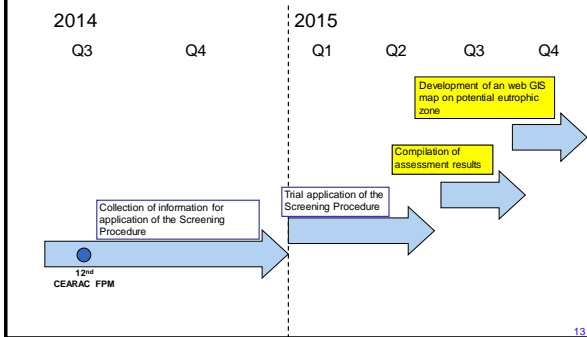 2014 2015
Q3 Q4 Q1 Q2 Q3 Q4
Development of an web GIS
map on potential eutrophic
zone
Compilation of
assessment results
Trial application of the
Screening Procedure
Collection of information for
application of the Screening
Procedure
12nd
CEARAC FPM
13